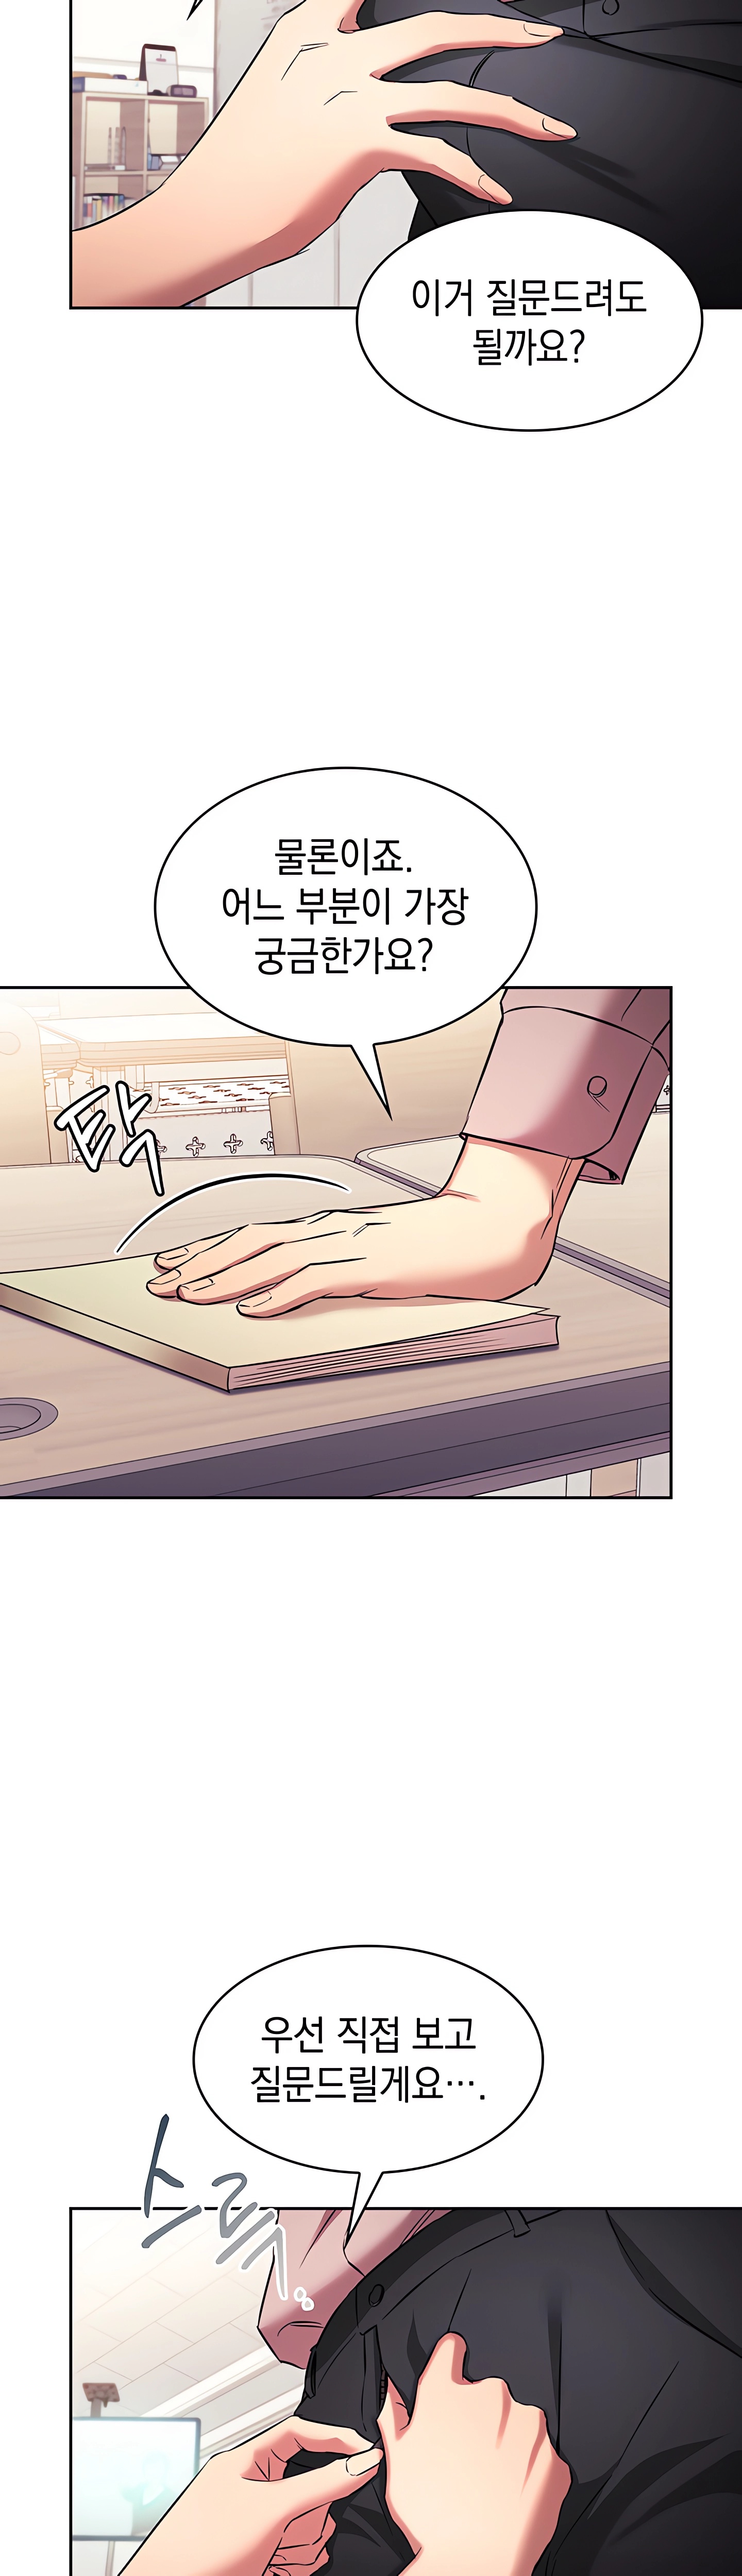 이거 질문드려도
될까요?
물론이죠.
어느 부분이 가장
궁금한가요?
탁
우선 직접 보고
질문드릴게요….
스륵…